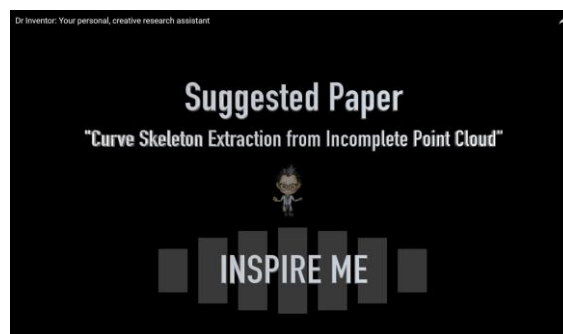 Dr Inventor: Your personal, creative research assistant
Suggested Paper
"Curve Skeleton Extraction from Incomplete Point Cloud"
INSPIRE ME